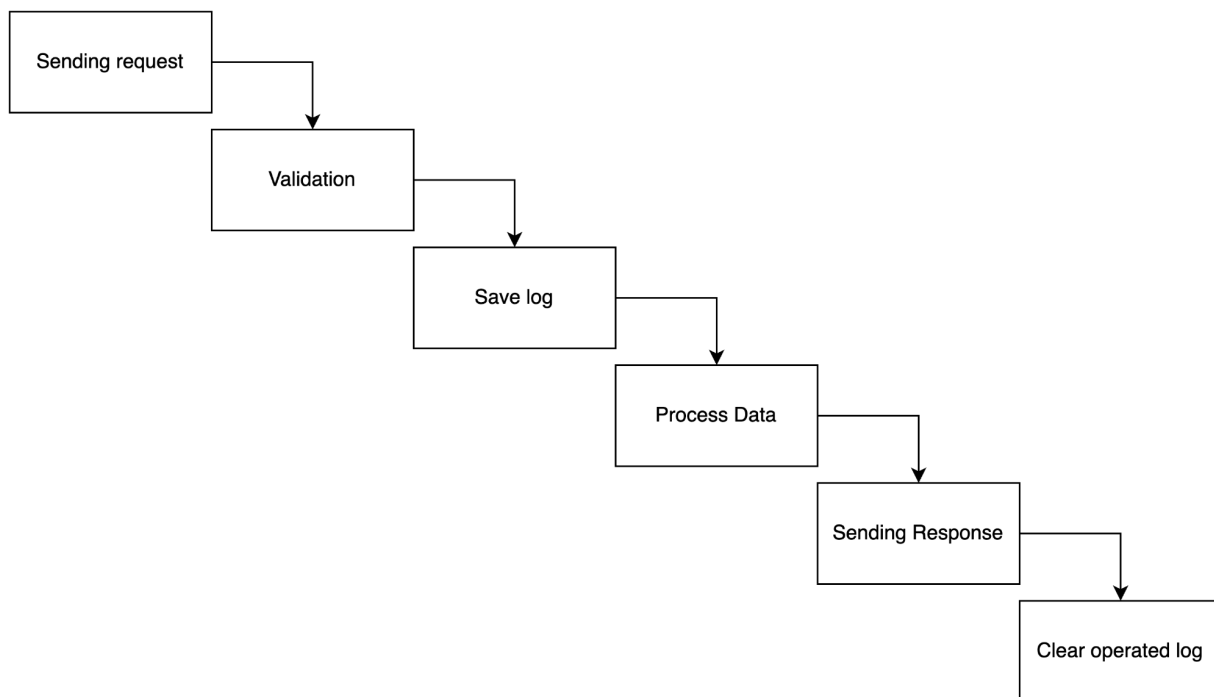 Sending request
Validation
Save log
Process Data
Sending Response
Clear operated log